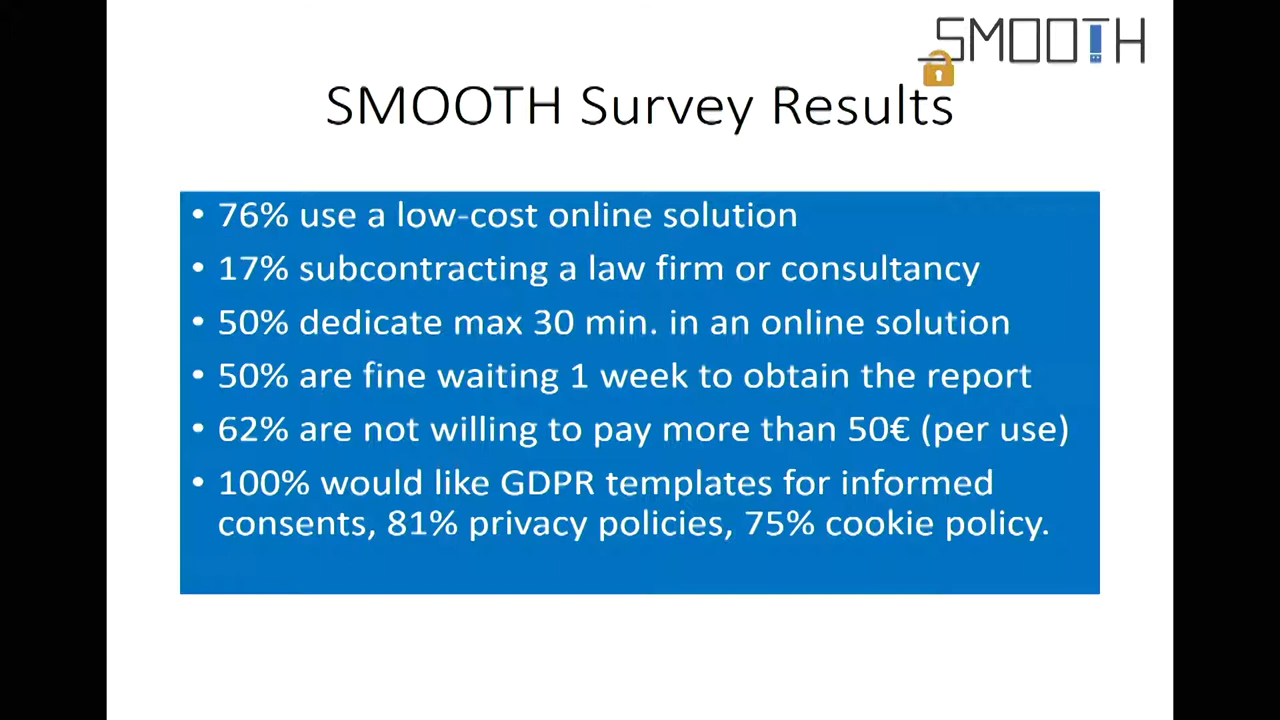 SMOOTH
SMOOTH Survey Results
• 76% use a low-cost online solution
• 17% subcontracting a law firm or consultancy
• 50% dedicate max 30 min. in an online solution
• 50% are fine waiting 1 week to obtain the report
• 62% are not willing to pay more than 50€ (per use)
• 100% would like GDPR templates for informed
consents, 81% privacy policies, 75% cookie policy.